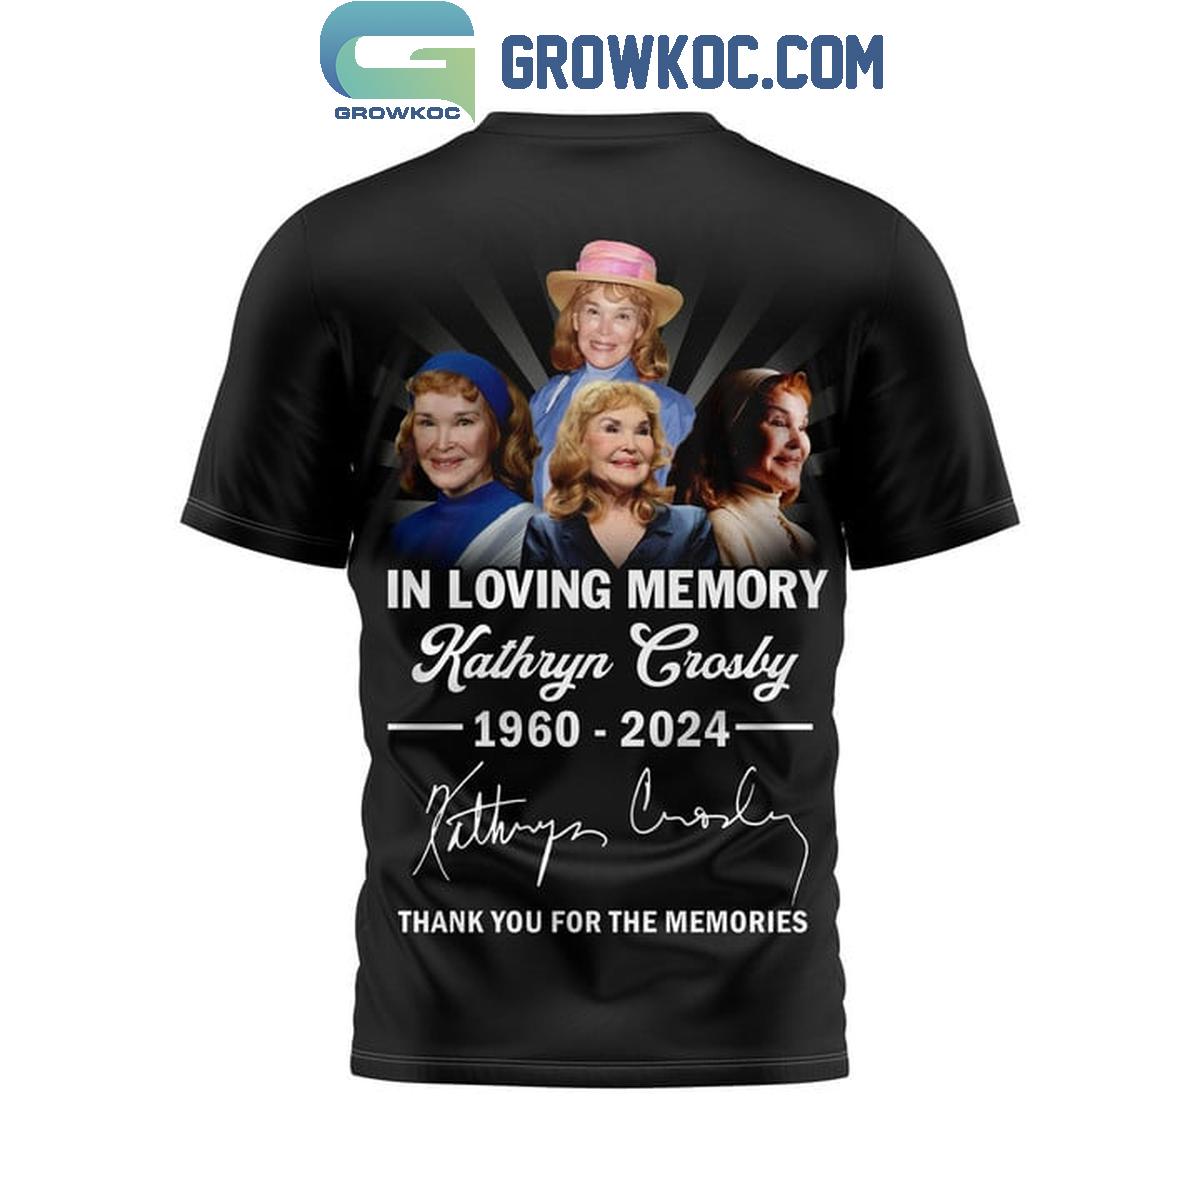 GROWKOC
GROWKOC.COM
IN LOVING MEMORY
Kathryn Crosby
1960 - 2024
Kathryn Crosby
THANK YOU FOR THE MEMORIES